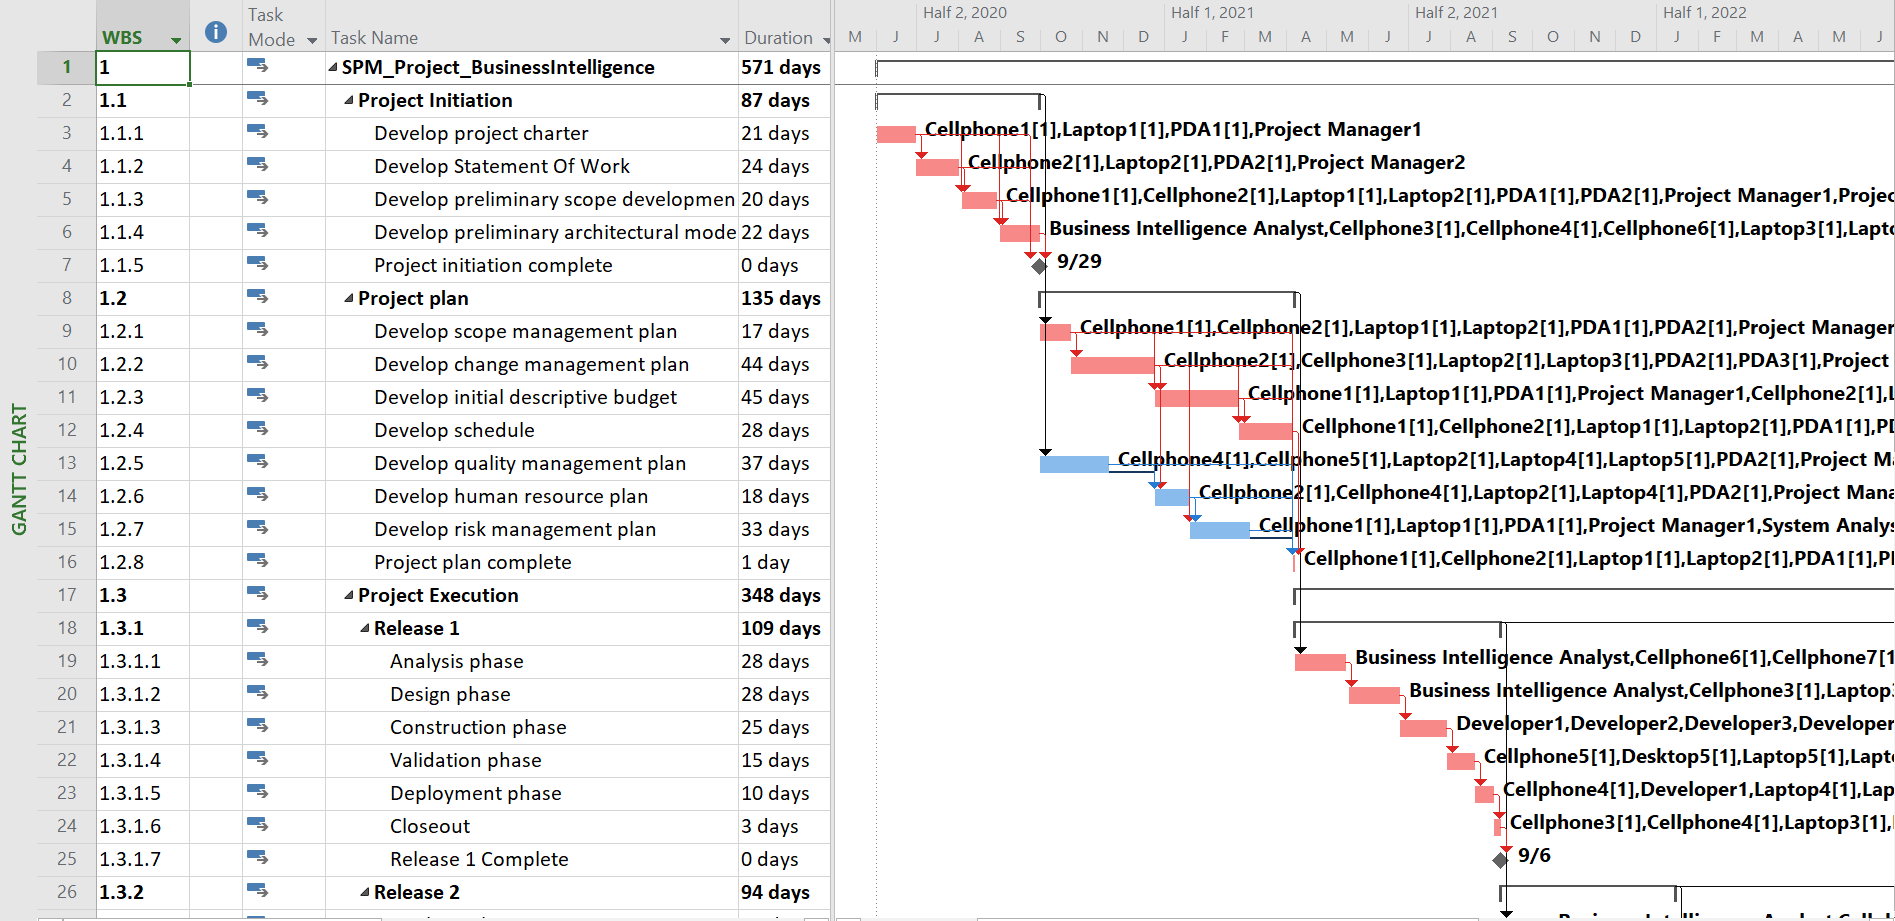 GANTT CHART
WBS Task Mode Task Name Duration
Half 2, 2020 Half 1, 2021 Half 2, 2021 Half 1, 2022
M J J A S O N D J F M A M J J A S O N D J F M A M J
1 1 SPM_Project_BusinessIntelligence 571 days
2 1.1 Project Initiation 87 days
3 1.1.1 Develop project charter 21 days Cellphone1[1],Laptop1[1],PDA1[1],Project Manager1
4 1.1.2 Develop Statement Of Work 24 days Cellphone2[1],Laptop2[1],PDA2[1],Project Manager2
5 1.1.3 Develop preliminary scope developmen 20 days Cellphone1[1],Cellphone2[1],Laptop1[1],Laptop2[1],PDA1[1],PDA2[1],Project Manager1,Projec
6 1.1.4 Develop preliminary architectural mode 22 days Business Intelligence Analyst,Cellphone3[1],Cellphone4[1],Cellphone6[1],Laptop3[1],Lapt
7 1.1.5 Project initiation complete 0 days 9/29
8 1.2 Project plan 135 days
9 1.2.1 Develop scope management plan 17 days Cellphone1[1],Cellphone2[1],Laptop1[1],Laptop2[1],PDA1[1],PDA2[1],Project Manager
10 1.2.2 Develop change management plan 44 days Cellphone2[1],Cellphone3[1],Laptop2[1],Laptop3[1],PDA2[1],PDA3[1],Project
11 1.2.3 Develop initial descriptive budget 45 days Cellphone1[1],Laptop1[1],PDA1[1],Project Manager1,Cellphone2[1],L
12 1.2.4 Develop schedule 28 days Cellphone1[1],Cellphone2[1],Laptop1[1],Laptop2[1],PDA1[1],PD
13 1.2.5 Develop quality management plan 37 days Cellphone4[1],Cellphone5[1],Laptop2[1],Laptop4[1],Laptop5[1],PDA2[1],Project Ma
14 1.2.6 Develop human resource plan 18 days Cellphone2[1],Cellphone4[1],Laptop2[1],Laptop4[1],PDA2[1],Project Mana
15 1.2.7 Develop risk management plan 33 days Cellphone1[1],Laptop1[1],PDA1[1],Project Manager1,System Analys
16 1.2.8 Project plan complete 1 day Cellphone1[1],Cellphone2[1],Laptop1[1],Laptop2[1],PDA1[1],P
17 1.3 Project Execution 348 days
18 1.3.1 Release 1 109 days
19 1.3.1.1 Analysis phase 28 days Business Intelligence Analyst,Cellphone6[1],Cellphone7[1
20 1.3.1.2 Design phase 28 days Business Intelligence Analyst,Cellphone3[1],Laptop3
21 1.3.1.3 Construction phase 25 days Developer1,Developer2,Developer3,Developer
22 1.3.1.4 Validation phase 15 days Cellphone5[1],Desktop5[1],Laptop5[1],Lapt
23 1.3.1.5 Deployment phase 10 days Cellphone4[1],Developer1,Laptop4[1],Lap
24 1.3.1.6 Closeout 3 days Cellphone3[1],Cellphone4[1],Laptop3[1],
25 1.3.1.7 Release 1 Complete 0 days 9/6
26 1.3.2 Release 2 94 days